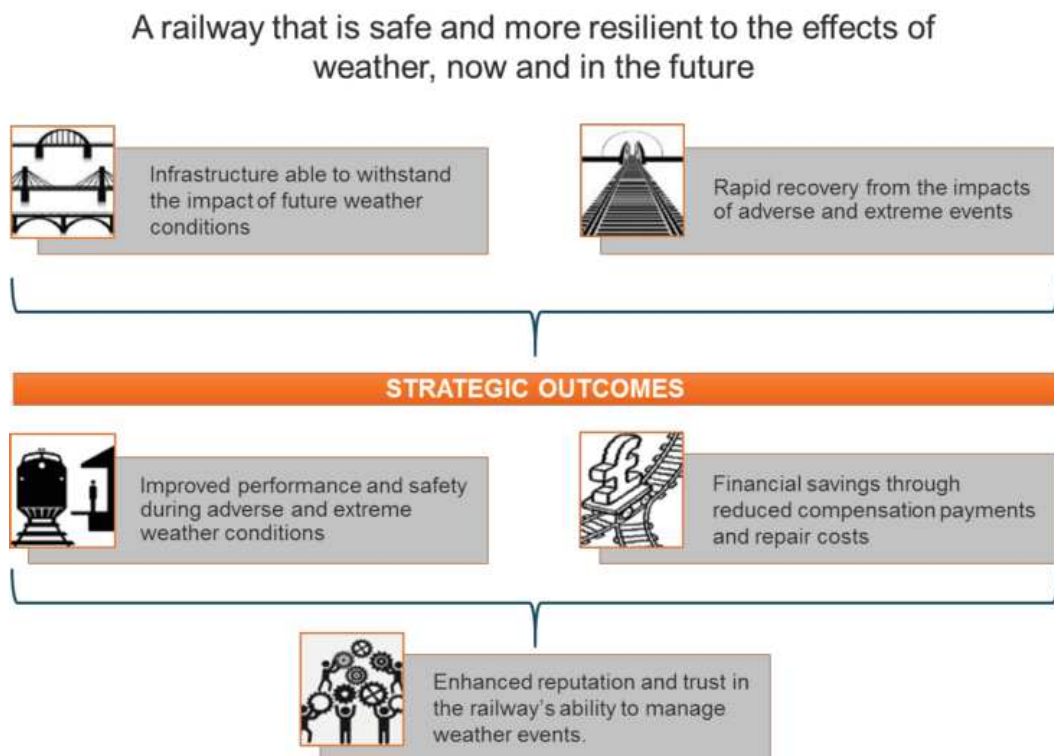 A railway that is safe and more resilient to the effects of
weather, now and in the future
Infrastructure able to withstand
the impact of future weather
conditions
Rapid recovery from the impacts
of adverse and extreme events
STRATEGIC OUTCOMES
Improved performance and safety
during adverse and extreme
weather conditions
£
Financial savings through
reduced compensation payments
and repair costs
Enhanced reputation and trust in
the railway's ability to manage
weather events.